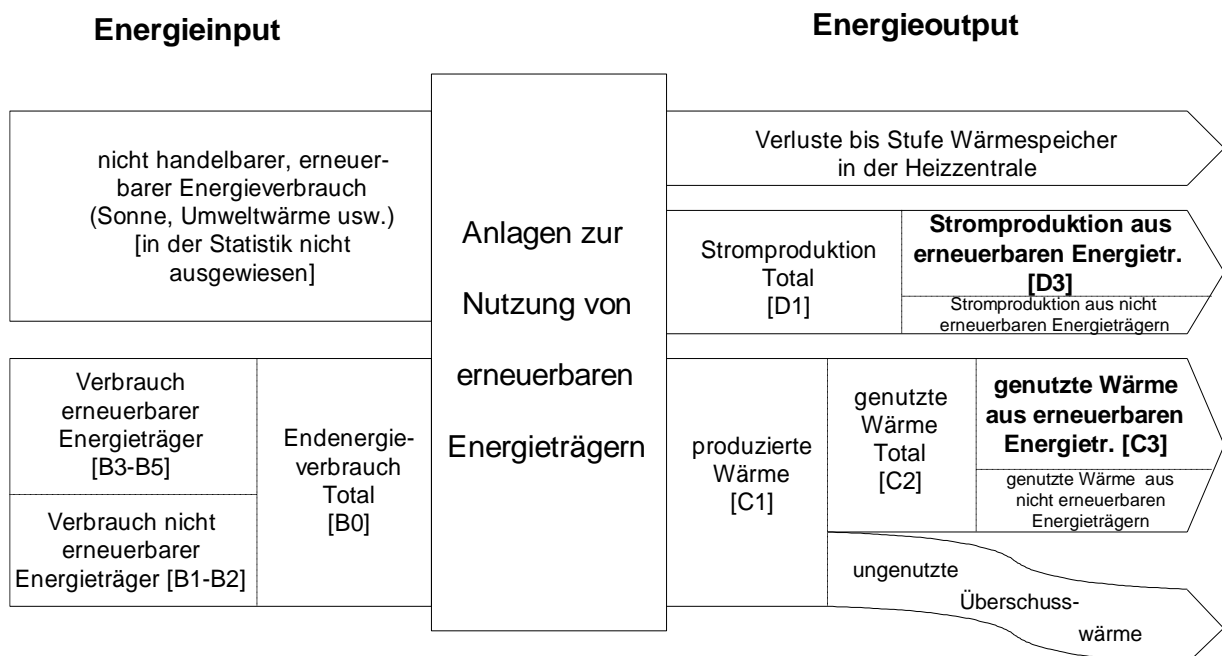 Energieinput
Energieoutput
nicht handelbarer, erneuer-
barer Energieverbrauch
(Sonne, Umweltwärme usw.)
[in der Statistik nicht
ausgewiesen]
Verbrauch
erneuerbarer
Energieträger
[B3-B5]
Verbrauch nicht
erneuerbarer
Energieträger [B1-B2]
Endenergie-
verbrauch
Total
[B0]
Anlagen zur
Nutzung von
erneuerbaren
Energieträgern
Verluste bis Stufe Wärmespeicher
in der Heizzentrale
Stromproduktion
Total
[D1]
Stromproduktion aus
erneuerbaren Energietr.
[D3]
Stromproduktion aus nicht
erneuerbaren Energieträgern
produzierte
Wärme
[C1]
genutzte
Wärme
Total
[C2]
genutzte Wärme
aus erneuerbaren
Energietr. [C3]
genutzte Wärme aus
nicht erneuerbaren
Energieträgern
ungenutzte
Überschuss-
wärme